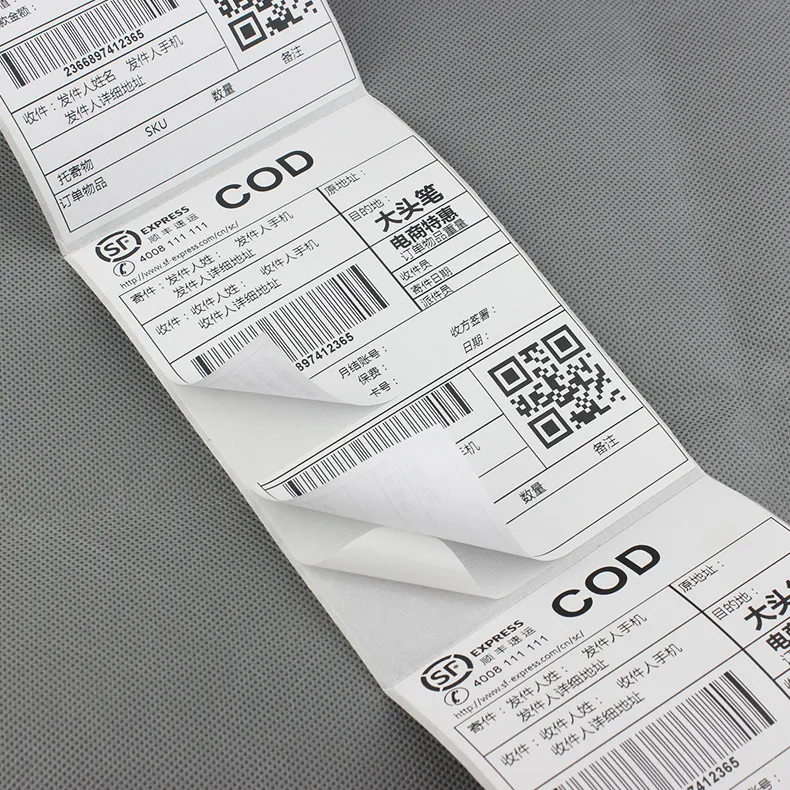 款金额：
2366897412365
收件：发件人姓名 发件人手机
发件人详细地址
SKU 数量 备注
托寄物
订单物品
SF EXPRESS
顺丰速运
4008 111 111
http://www.sf-express.com/cn/sc/
COD
原地址：
目的地：
大头笔
寄件：发件人姓： 发件人手机
发件人详细地址
电商特惠
订单物品重量
收件：收件人姓： 收件人手机
收件人详细地址
收件员
寄件日期
派件员
897412365
月结账号：
保费：
卡号：
收方签署：
日期：
手机
数量 备注
SF EXPRESS
顺丰速运
4008 111 111
http://www.sf-express.com/cn/sc/
COD
原地址：
目的地：
大头
寄件：发件人姓： 发件人手机
发件人详细地址
电商
收件：收件人姓： 收件人手机
收件人详细地址
7412365